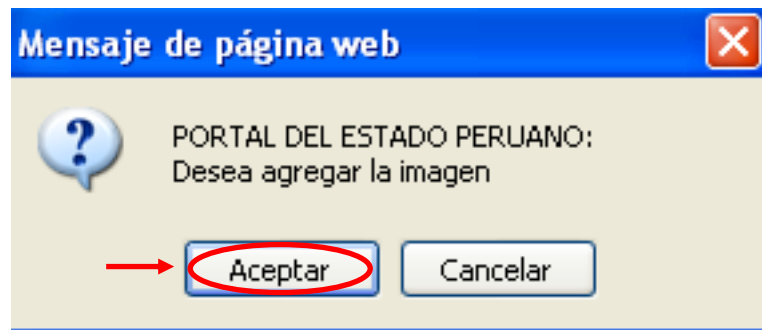 Mensaje de página web
PORTAL DEL ESTADO PERUANO:
Desea agregar la imagen
Aceptar
Cancelar